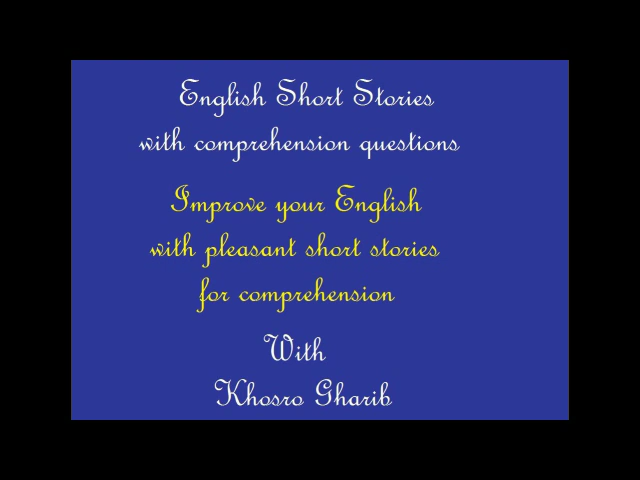 English Short Stories
with comprehension questions
Improve your English
with pleasant short stories
for comprehension
With
Khosro Gharib